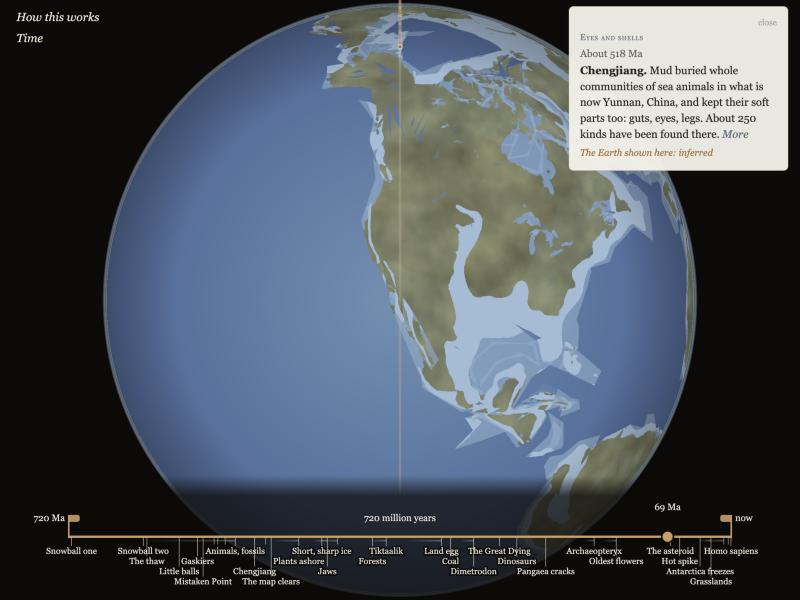 How this works
Time
close
Eyes and shells
About 518 Ma
Chengjiang. Mud buried whole
communities of sea animals in what is
now Yunnan, China, and kept their soft
parts too: guts, eyes, legs. About 250
kinds have been found there. More
The Earth shown here: inferred
69 Ma
720 Ma
720 million years
now
Snowball one
Snowball two
Animals, fossils
Short, sharp ice
Tiktaalik
Land egg
The Great Dying
Archaeopteryx
The asteroid
Homo sapiens
The thaw
Gaskiers
Plants ashore
Forests
Coal
Dinosaurs
Oldest flowers
Hot spike
Little balls
Chengjiang
Jaws
Dimetrodon
Pangaea cracks
Antarctica freezes
Mistaken Point
The map clears
Grasslands